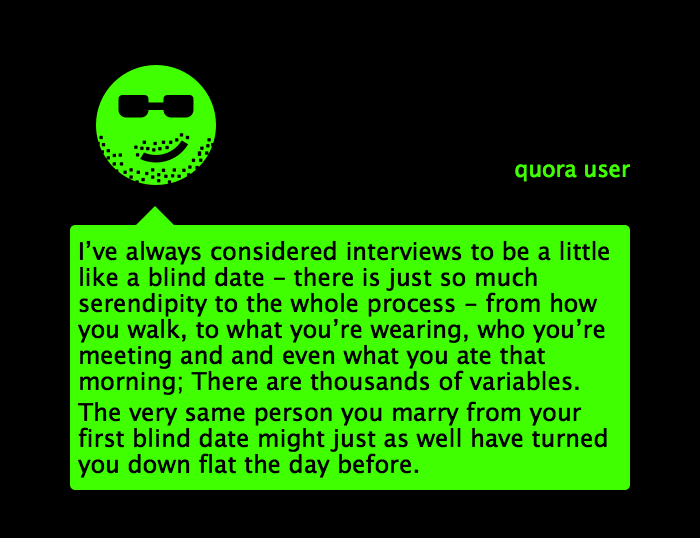 quora user
I’ve always considered interviews to be a little
like a blind date – there is just so much
serendipity to the whole process – from how
you walk, to what you’re wearing, who you’re
meeting and and even what you ate that
morning; There are thousands of variables.
The very same person you marry from your
first blind date might just as well have turned
you down flat the day before.